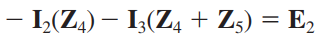 − I₂(Z₄) − I₃(Z₄ + Z₅) = E₂